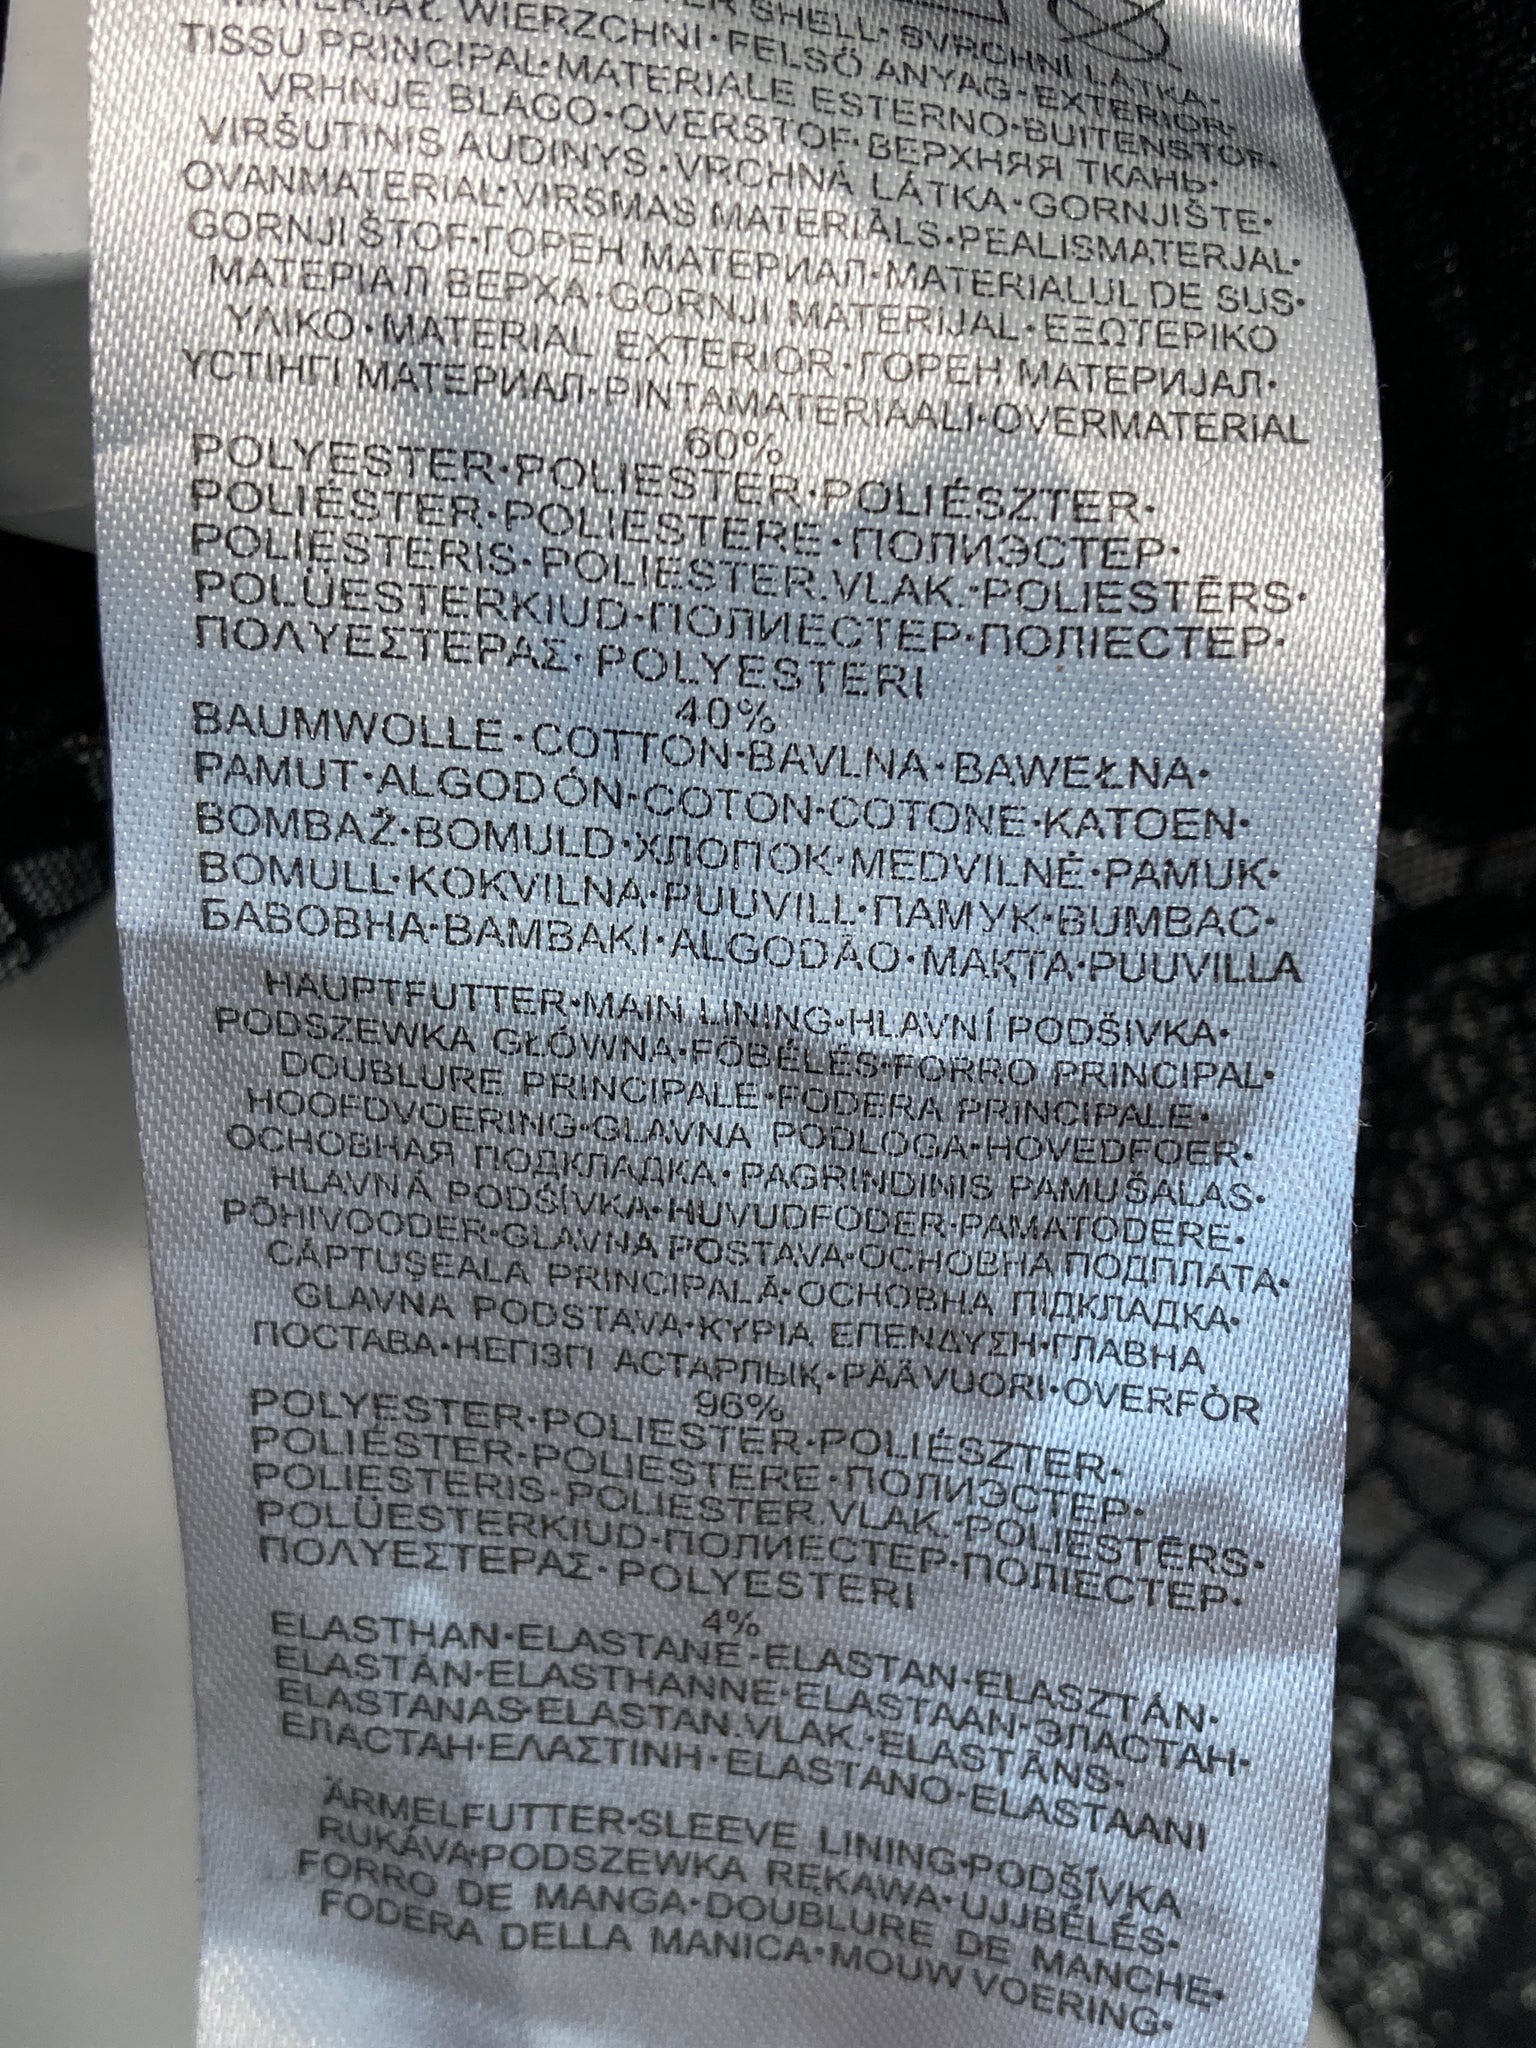 MATERIAŁ WIERZCHNI·FELSŐ ANYAG·EXTERIOR·
SHELL·SVRCHNÍ LÁTKA·
TISSU PRINCIPAL·MATERIALE ESTERNO·BUITENSTOF·
VRHNJE BLAGO·OVERSTOF·ВЕРХНЯЯ ТКАНЬ·
VIRŠUTINIS AUDINYS·VRCHNÁ LÁTKA·GORNJIŠTE·
OVANMATERIAL·VIRSMAS MATERIĀLS·PEALISMATERJAL·
GORNJI ŠTOF·ГОРЕН МАТЕРИАЛ·MATERIALUL DE SUS·
МАТЕРІАЛ ВЕРХА·GORNJI MATERIJAL·ΕΞΩΤΕΡΙΚΟ
ΥΛΙΚΟ·MATERIAL EXTERIOR·ГОРЕН МАТЕРИЈАЛ·
ҮСТІҢГІ МАТЕРИАЛ·PINTAMATERIAALI·OVERMATERIAL
60%
POLYESTER·POLIESTER·POLIÉSZTER·
POLIÉSTER·POLIESTERE·ПОЛИЭСТЕР·
POLIESTERIS·POLIESTER.VLAK.·POLIESTĒRS·
POLÜESTERKIUD·ПОЛИЕСТЕР·ПОЛІЕСТЕР·
ΠΟΛΥΕΣΤΕΡΑΣ·POLYESTERI
40%
BAUMWOLLE·COTTON·BAVLNA·BAWEŁNA·
PAMUT·ALGODÓN·COTON·COTONE·KATOEN·
BOMBAŽ·BOMULD·ХЛОПОК·MEDVILNĖ·PAMUK·
BOMULL·KOKVILNA·PUUVILL·ПАМУК·BUMBAC·
БАВОВНА·BAMBAKI·ALGODÃO·МАҚТА·PUUVILLA
HAUPTFUTTER·MAIN LINING·HLAVNÍ PODŠIVKA·
PODSZEWKA GŁÓWNA·FŐBÉLÉS·FORRO PRINCIPAL·
DOUBLURE PRINCIPALE·FODERA PRINCIPALE·
HOOFDVOERING·GLAVNA PODLOGA·HOVEDFOER·
ОСНОВНАЯ ПОДКЛАДКА·PAGRINDINIS PAMUŠALAS·
HLAVNÁ PODŠÍVKA·HUVUDFODER·PAMATODERE·
PÕHIVOODER·GLAVNA POSTAVA·ОСНОВНА ПОДПЛАТА·
CĂPTUȘEALA PRINCIPALĂ·ОСНОВНА ПІДКЛАДКА·
GLAVNA PODSTAVA·ΚΥΡΙΑ ΕΠΕΝΔΥΣΗ·ГЛАВНА
ПОСТАВА·НЕГІЗГІ АСТАРЛЫҚ·PÄÄVUORI·OVERFÒR
96%
POLYESTER·POLIESTER·POLIÉSZTER·
POLIÉSTER·POLIESTERE·ПОЛИЭСТЕР·
POLIESTERIS·POLIESTER.VLAK.·POLIESTĒRS·
POLÜESTERKIUD·ПОЛИЕСТЕР·ПОЛІЕСТЕР·
ΠΟΛΥΕΣΤΕΡΑΣ·POLYESTERI
4%
ELASTHAN·ELASTANE·ELASTAN·ELASZTÁN·
ELASTÁN·ELASTHANNE·ELASTAAN·ЭЛАСТАН·
ELASTANAS·ELASTAN.VLAK.·ELASTĀNS·
ЕЛАСТАН·ΕΛΑΣΤΙΝΗ·ELASTANO·ELASTAANI
ÄRMELFUTTER·SLEEVE LINING·PODŠÍVKA
RUKÁVA·PODSZEWKA RĘKAWA·UJJBÉLÉS·
FORRO DE MANGA·DOUBLURE DE MANCHE·
FODERA DELLA MANICA·MOUW VOERING·